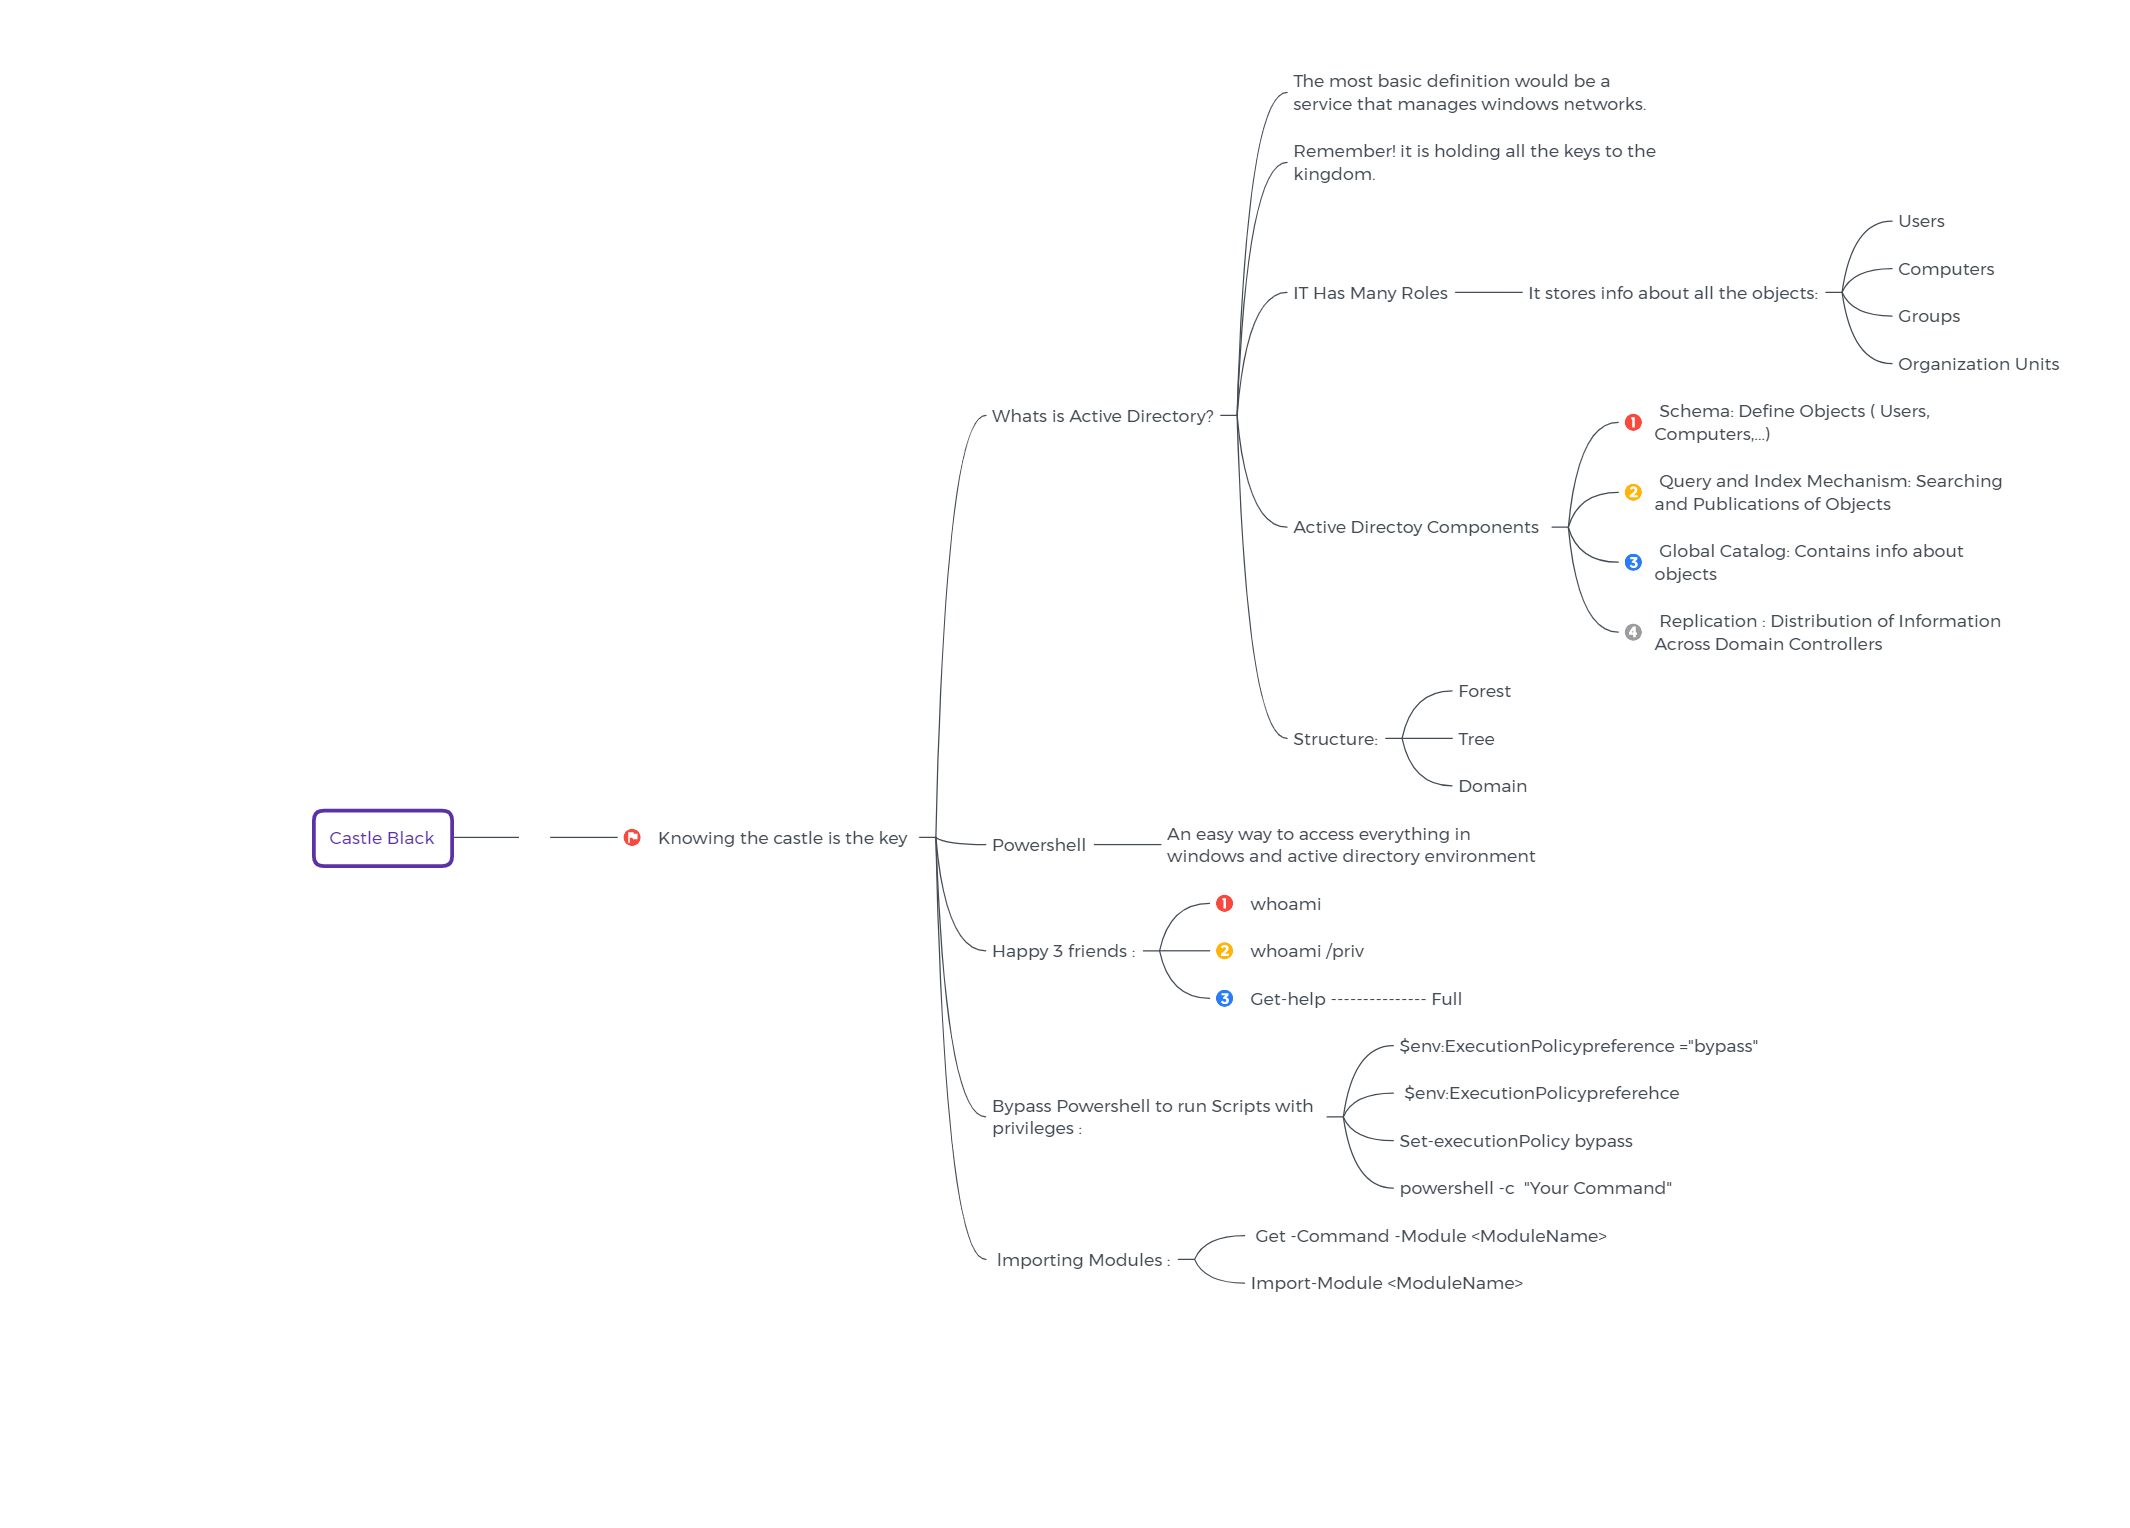 The most basic definition would be a
service that manages windows networks.
Remember! it is holding all the keys to the
kingdom.
Users
Computers
IT Has Many Roles
It stores info about all the objects:
Groups
Organization Units
Whats is Active Directory?
1 Schema: Define Objects ( Users,
Computers,...)
2 Query and Index Mechanism: Searching
and Publications of Objects
Active Directoy Components
3 Global Catalog: Contains info about
objects
4 Replication : Distribution of Information
Across Domain Controllers
Forest
Structure:
Tree
Domain
Castle Black
Knowing the castle is the key
Powershell
An easy way to access everything in
windows and active directory environment
Happy 3 friends :
1 whoami
2 whoami /priv
3 Get-help --------------- Full
Bypass Powershell to run Scripts with
privileges :
$env:ExecutionPolicypreference ="bypass"
$env:ExecutionPolicypreferehce
Set-executionPolicy bypass
powershell -c "Your Command"
Importing Modules :
Get -Command -Module <ModuleName>
Import-Module <ModuleName>